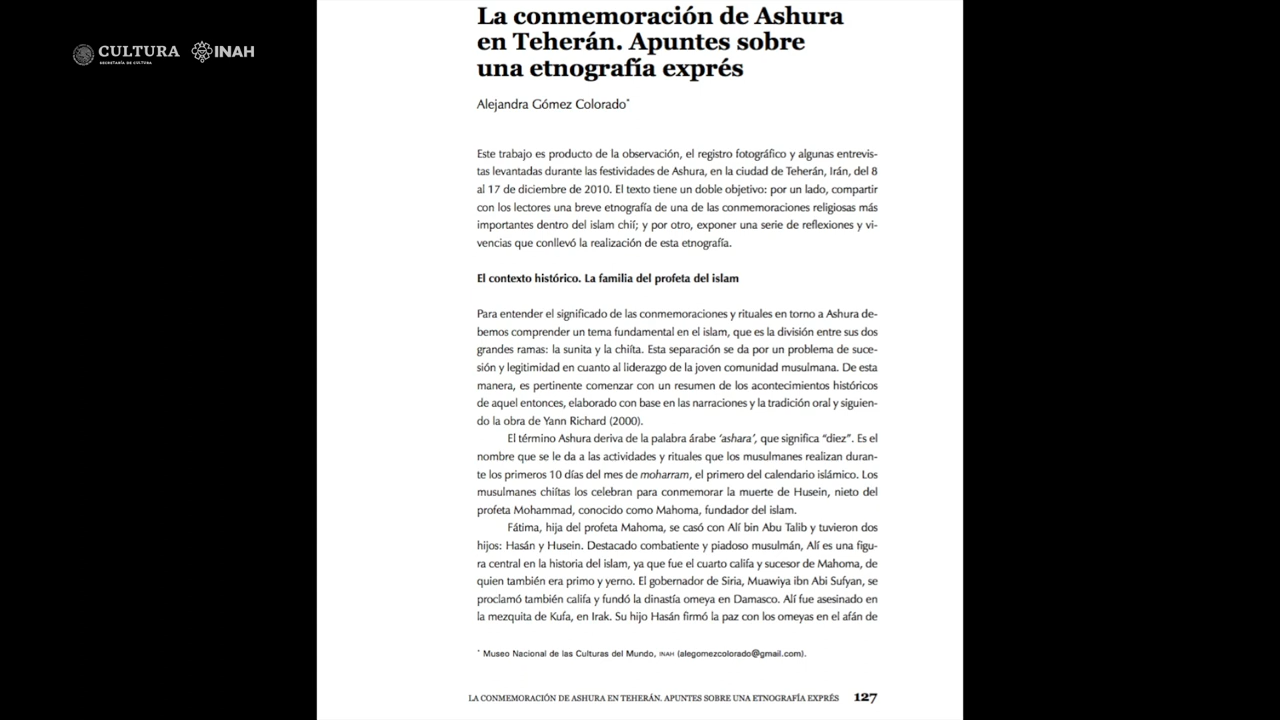 CULTURA
SECRETARÍA DE CULTURA
INAH
La conmemoración de Ashura
en Teherán. Apuntes sobre
una etnografía exprés
Alejandra Gómez Colorado*
Este trabajo es producto de la observación, el registro fotográfico y algunas entrevis-
tas levantadas durante las festividades de Ashura, en la ciudad de Teherán, Irán, del 8
al 17 de diciembre de 2010. El texto tiene un doble objetivo: por un lado, compartir
con los lectores una breve etnografía de una de las conmemoraciones religiosas más
importantes dentro del islam chií; y por otro, exponer una serie de reflexiones y vi-
vencias que conllevó la realización de esta etnografía.
El contexto histórico. La familia del profeta del islam
Para entender el significado de las conmemoraciones y rituales en torno a Ashura de-
bemos comprender un tema fundamental en el islam, que es la división entre sus dos
grandes ramas: la sunita y la chiíta. Esta separación se da por un problema de suce-
sión y legitimidad en cuanto al liderazgo de la joven comunidad musulmana. De esta
manera, es pertinente comenzar con un resumen de los acontecimientos históricos
de aquel entonces, elaborado con base en las narraciones y la tradición oral y siguien-
do la obra de Yann Richard (2000).
El término Ashura deriva de la palabra árabe ‘ashara’, que significa “diez”. Es el
nombre que se le da a las actividades y rituales que los musulmanes realizan duran-
te los primeros 10 días del mes de moharram, el primero del calendario islámico. Los
musulmanes chiítas los celebran para conmemorar la muerte de Husein, nieto del
profeta Mohammad, conocido como Mahoma, fundador del islam.
Fátima, hija del profeta Mahoma, se casó con Alí bin Abu Talib y tuvieron dos
hijos: Hasán y Husein. Destacado combatiente y piadoso musulmán, Alí es una figu-
ra central en la historia del islam, ya que fue el cuarto califa y sucesor de Mahoma, de
quien también era primo y yerno. El gobernador de Siria, Muawiya ibn Abi Sufyan, se
proclamó también califa y fundó la dinastía omeya en Damasco. Alí fue asesinado en
la mezquita de Kufa, en Irak. Su hijo Hasán firmó la paz con los omeyas en el afán de
* Museo Nacional de las Culturas del Mundo, INAH (alegomezcolorado@gmail.com).
LA CONMEMORACIÓN DE ASHURA EN TEHERÁN. APUNTES SOBRE UNA ETNOGRAFÍA EXPRÉS 127